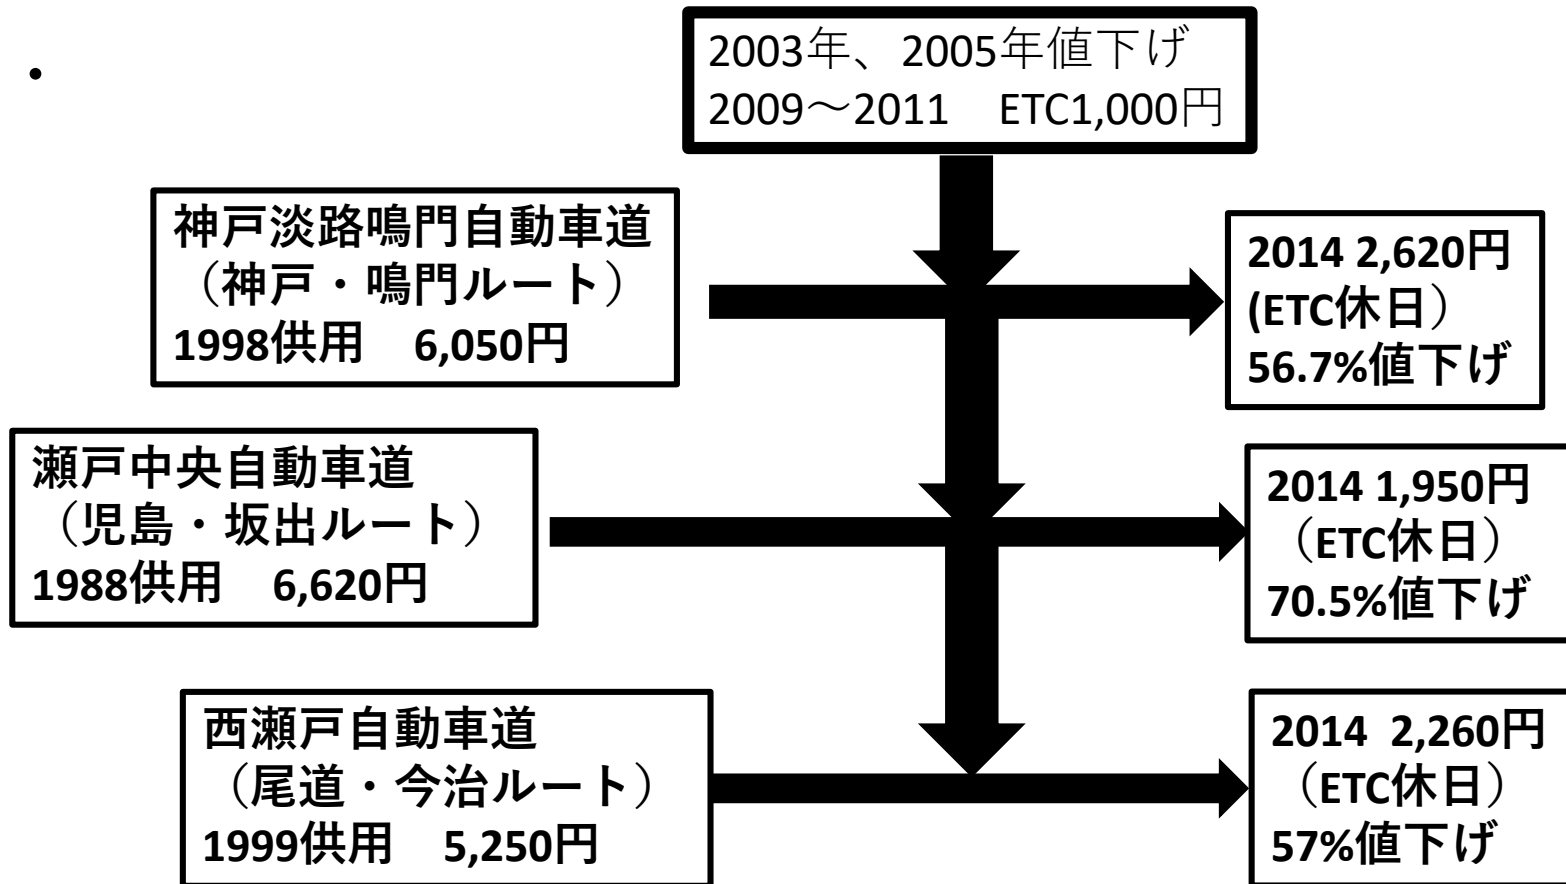 2003年、2005年値下げ
2009～2011　ETC1,000円
神戸淡路鳴門自動車道
（神戸・鳴門ルート）
1998供用　6,050円
2014 2,620円
(ETC休日）
56.7%値下げ
瀬戸中央自動車道
（児島・坂出ルート）
1988供用　6,620円
2014 1,950円
（ETC休日）
70.5%値下げ
西瀬戸自動車道
（尾道・今治ルート）
1999供用　5,250円
2014  2,260円
（ETC休日）
57%値下げ